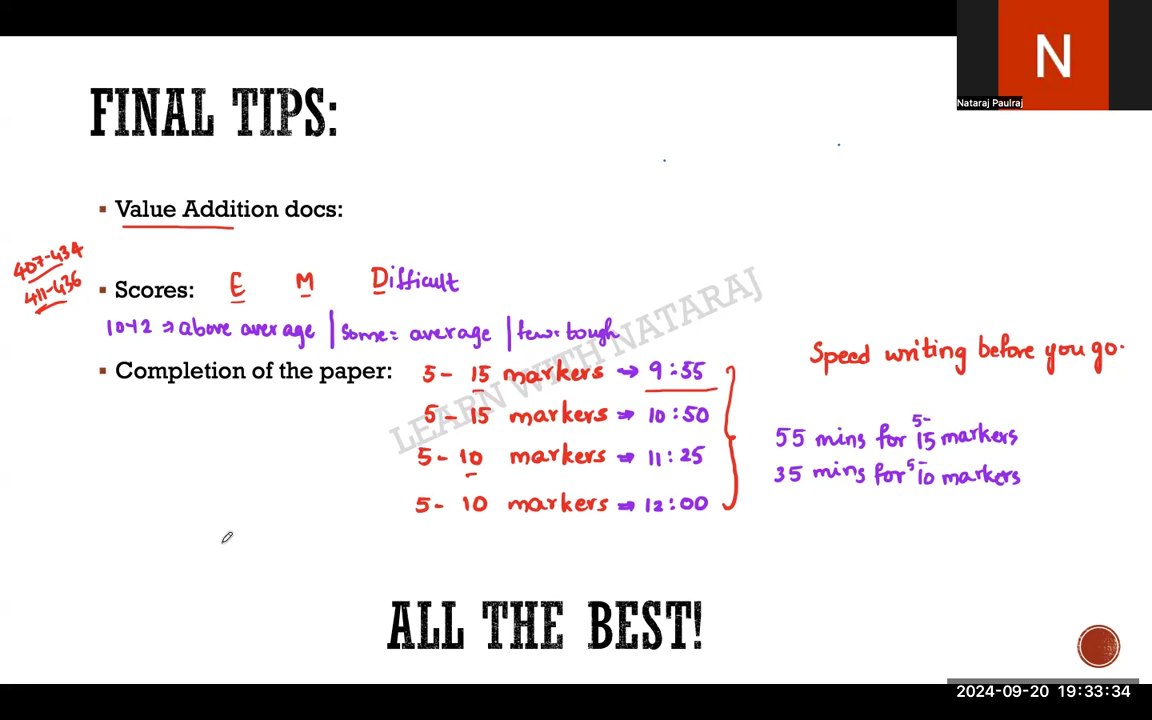 N
Nataraj Paulraj
FINAL TIPS:
▪ Value Addition docs:
407-434
411-436
▪ Scores: E M Difficult
10-12 => above average | Some = average | few = tough
▪ Completion of the paper:
5 - 15 markers → 9:55
5 - 15 markers → 10:50
5 - 10 markers → 11:25
5 - 10 markers → 12:00
Speed writing before you go.
55 mins for 5- 15 markers
35 mins for 5- 10 markers
LEARN WITH NATARAJ
ALL THE BEST!
2024-09-20 19:33:34